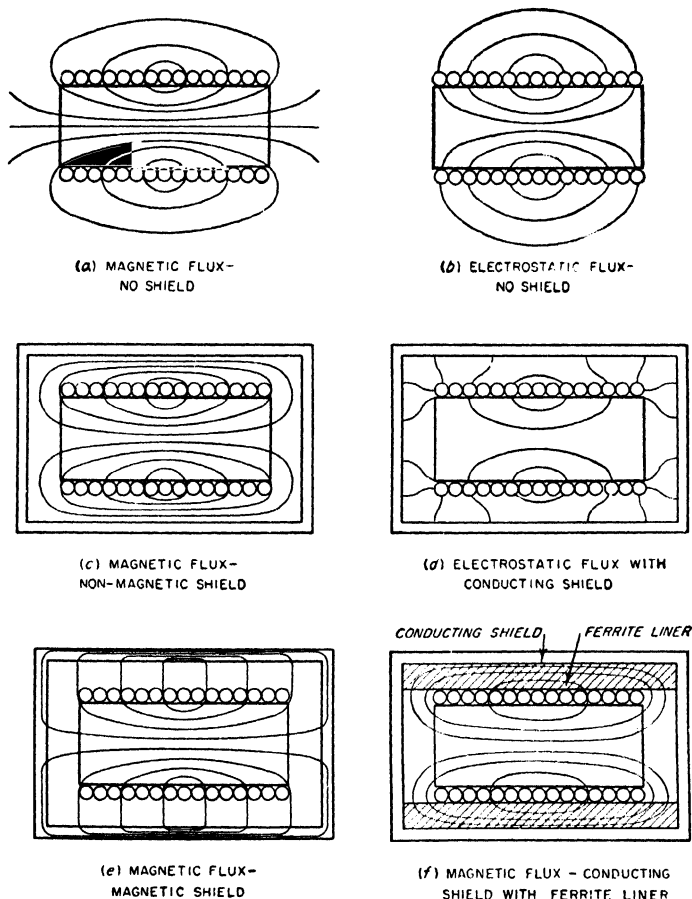 (a) MAGNETIC FLUX-
NO SHIELD
(b) ELECTROSTATIC FLUX-
NO SHIELD
(c) MAGNETIC FLUX-
NON-MAGNETIC SHIELD
(d) ELECTROSTATIC FLUX WITH
CONDUCTING SHIELD
CONDUCTING SHIELD
FERRITE LINER
(e) MAGNETIC FLUX-
MAGNETIC SHIELD
(f) MAGNETIC FLUX - CONDUCTING
SHIELD WITH FERRITE LINER